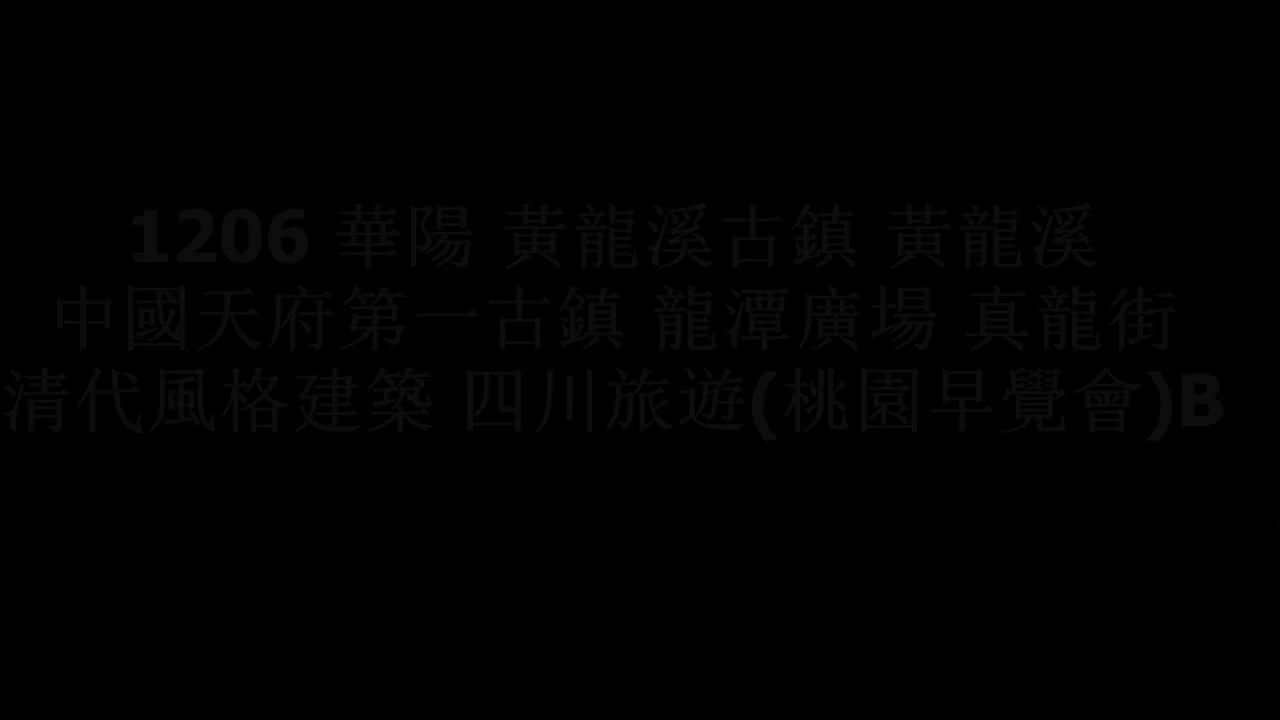 1206 華陽 黃龍溪古鎮 黃龍溪
中國天府第一古鎮 龍潭廣場 真龍街
清代風格建築 四川旅遊(桃園早覺會)B